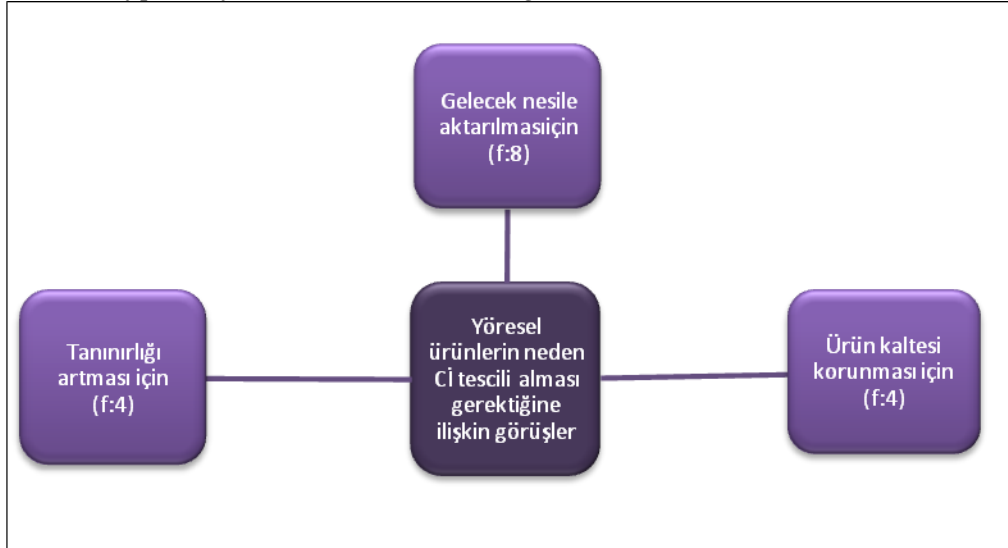 Gelecek nesile
aktarılmasıiçin
(f:8)
Tanınırlığı
artması için
(f:4)
Yöresel
ürünlerin neden
Cİ tescili alması
gerektiğine
ilişkin görüşler
Ürün kaltesi
korunması için
(f:4)